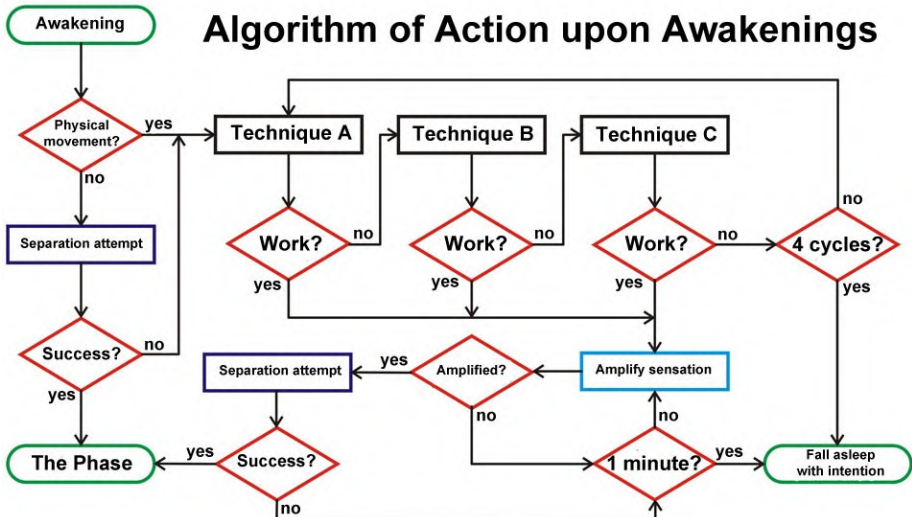 Awakening
Algorithm of Action upon Awakenings
Physical
movement?
yes
no
Technique A
Technique B
Technique C
Separation attempt
Work?
no
yes
Work?
no
yes
Work?
no
yes
4 cycles?
no
yes
Success?
no
yes
Separation attempt
yes
Amplified?
no
Amplify sensation
no
The Phase
yes
Success?
no
1 minute?
yes
Fall asleep
with intention